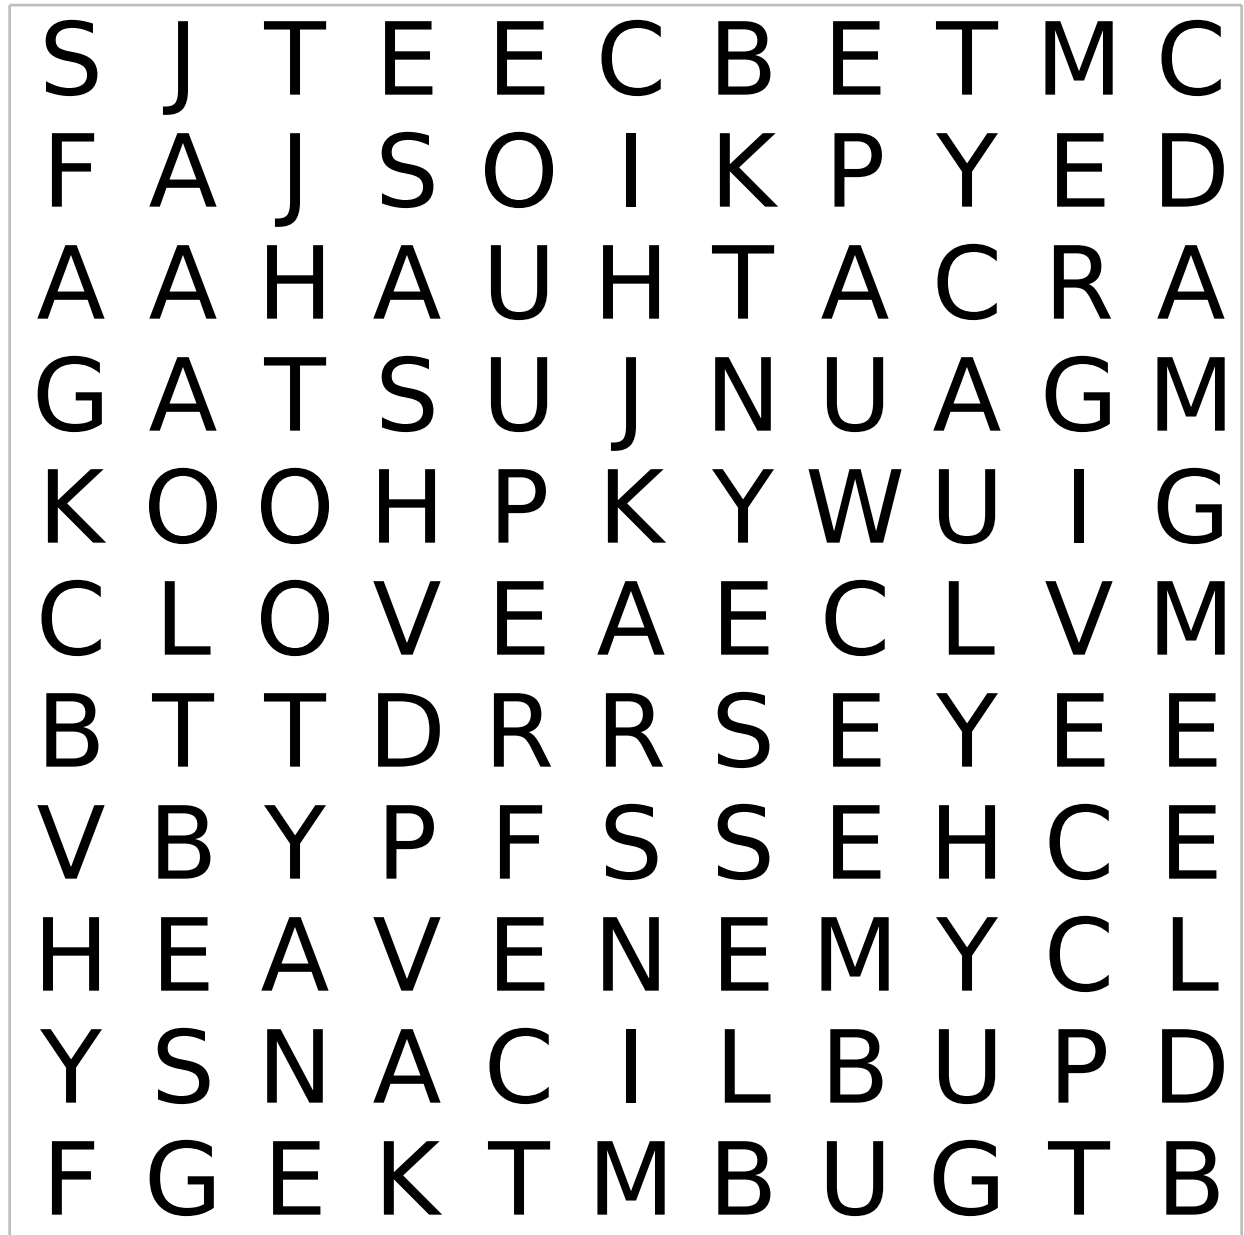 S J T E E C B E T M C
F A J S O I K P Y E D
A A H A U H T A C R A
G A T S U J N U A G M
K O O H P K Y W U I G
C L O V E A E C L V M
B T T D R R S E Y E E
V B Y P F S S E H C E
H E A V E N E M Y C L
Y S N A C I L B U P D
F G E K T M B U G T B